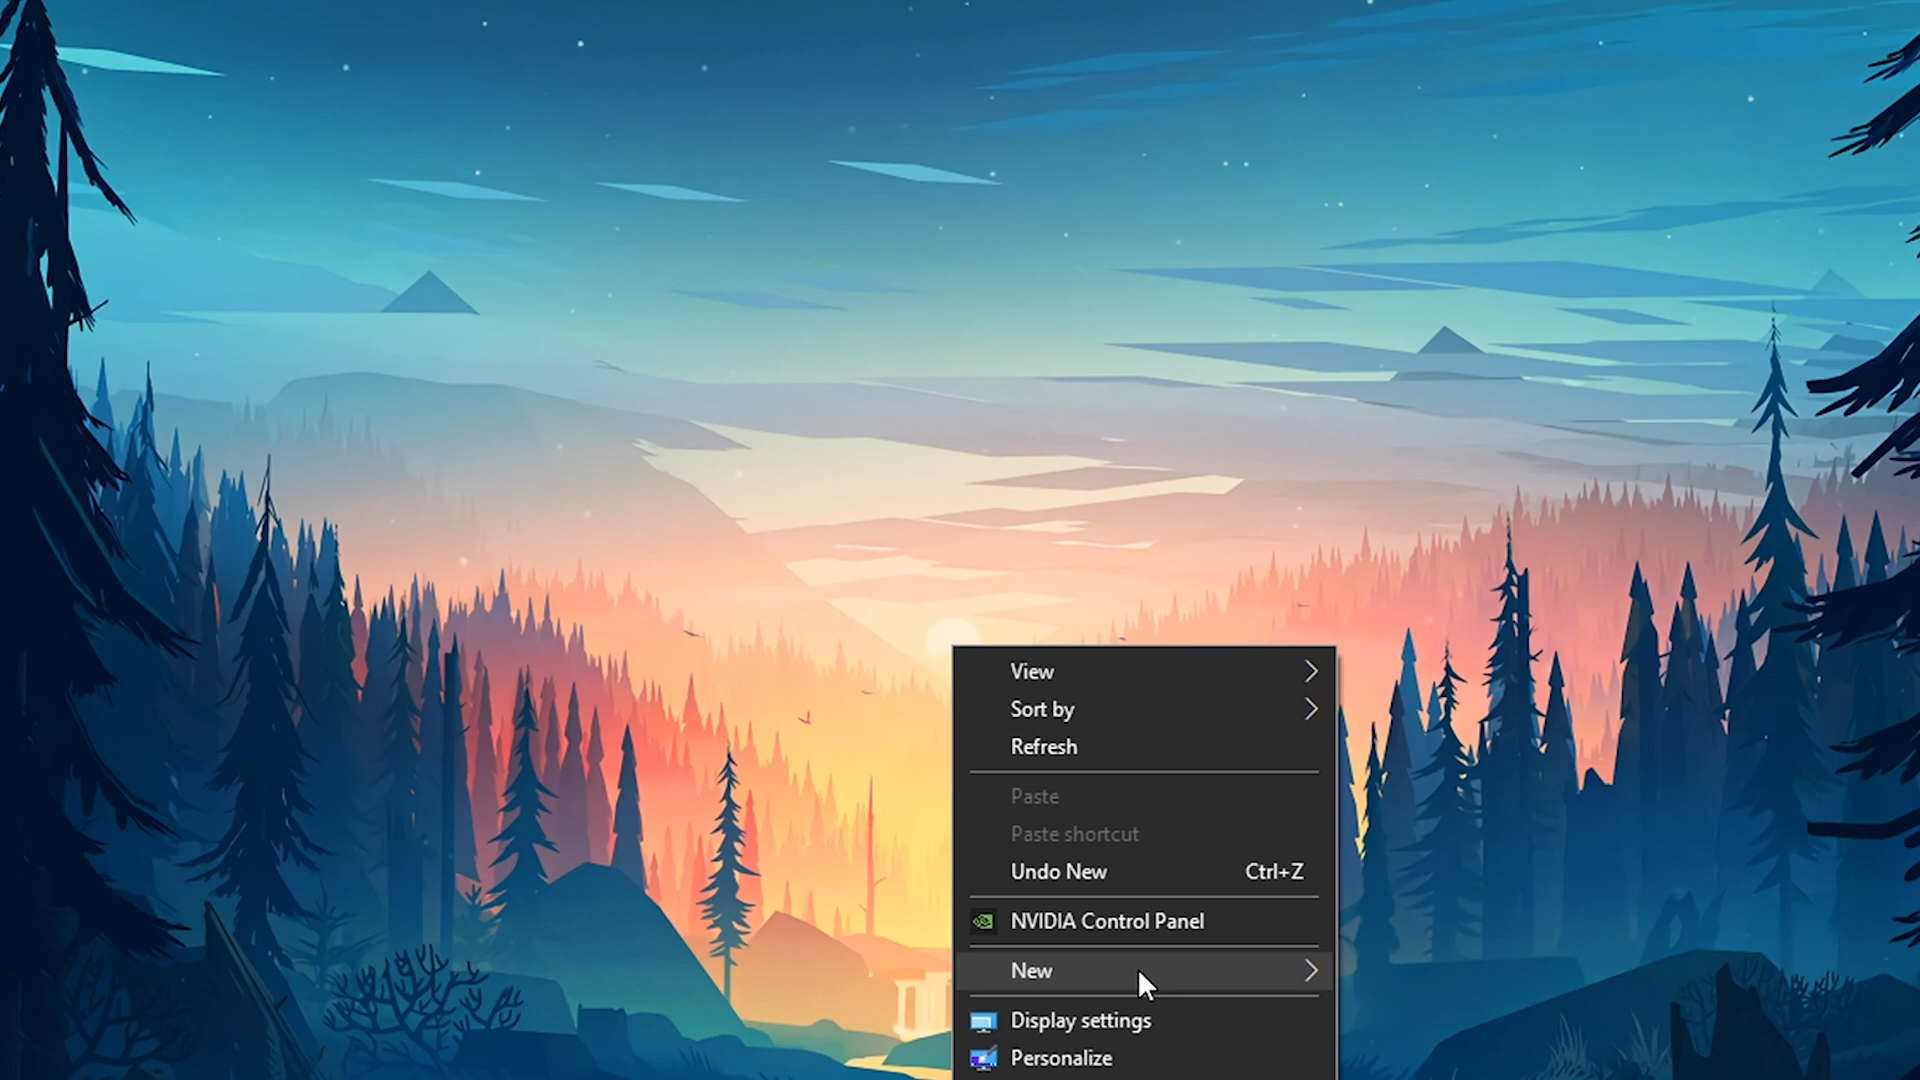 View
Sort by
Refresh
Paste
Paste shortcut
Undo New Ctrl+Z
NVIDIA Control Panel
New
Display settings
Personalize